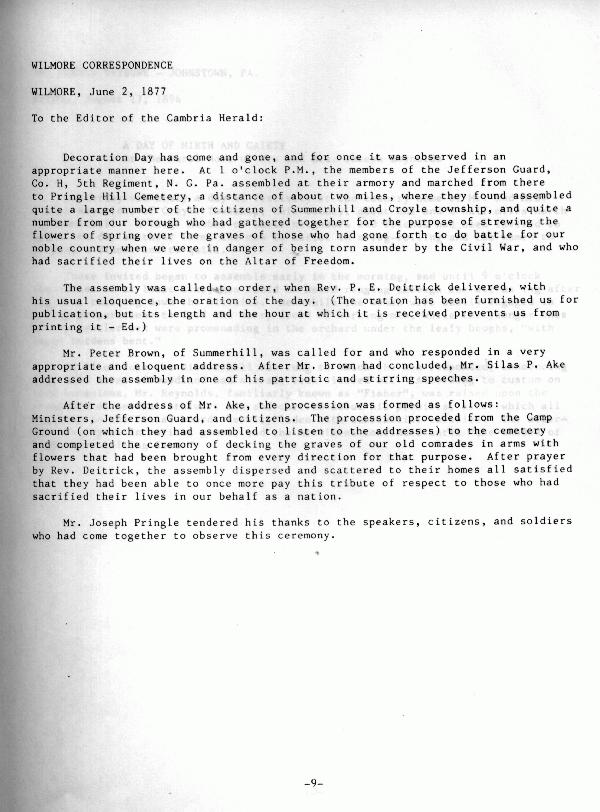 WILMORE CORRESPONDENCE
WILMORE, June 2, 1877
To the Editor of the Cambria Herald:
Decoration Day has come and gone, and for once it was observed in an
appropriate manner here. At 1 o'clock P.M., the members of the Jefferson Guard,
Co. H, 5th Regiment, N. G. Pa. assembled at their armory and marched from there
to Pringle Hill Cemetery, a distance of about two miles, where they found assembled
quite a large number of the citizens of Summerhill and Croyle township, and quite a
number from our borough who had gathered together for the purpose of strewing the
flowers of spring over the graves of those who had gone forth to do battle for our
noble country when we were in danger of being torn asunder by the Civil War, and who
had sacrified their lives on the Altar of Freedom.
The assembly was called to order, when Rev. P. E. Deitrick delivered, with
his usual eloquence, the oration of the day. (The oration has been furnished us for
publication, but its length and the hour at which it is received prevents us from
printing it - Ed.)
Mr. Peter Brown, of Summerhill, was called for and who responded in a very
appropriate and eloquent address. After Mr. Brown had concluded, Mr. Silas P. Ake
addressed the assembly in one of his patriotic and stirring speeches.
After the address of Mr. Ake, the procession was formed as follows:
Ministers, Jefferson Guard, and citizens. The procession proceded from the Camp
Ground (on which they had assembled to listen to the addresses) to the cemetery
and completed the ceremony of decking the graves of our old comrades in arms with
flowers that had been brought from every direction for that purpose. After prayer
by Rev. Deitrick, the assembly dispersed and scattered to their homes all satisfied
that they had been able to once more pay this tribute of respect to those who had
sacrified their lives in our behalf as a nation.
Mr. Joseph Pringle tendered his thanks to the speakers, citizens, and soldiers
who had come together to observe this ceremony.
-9-